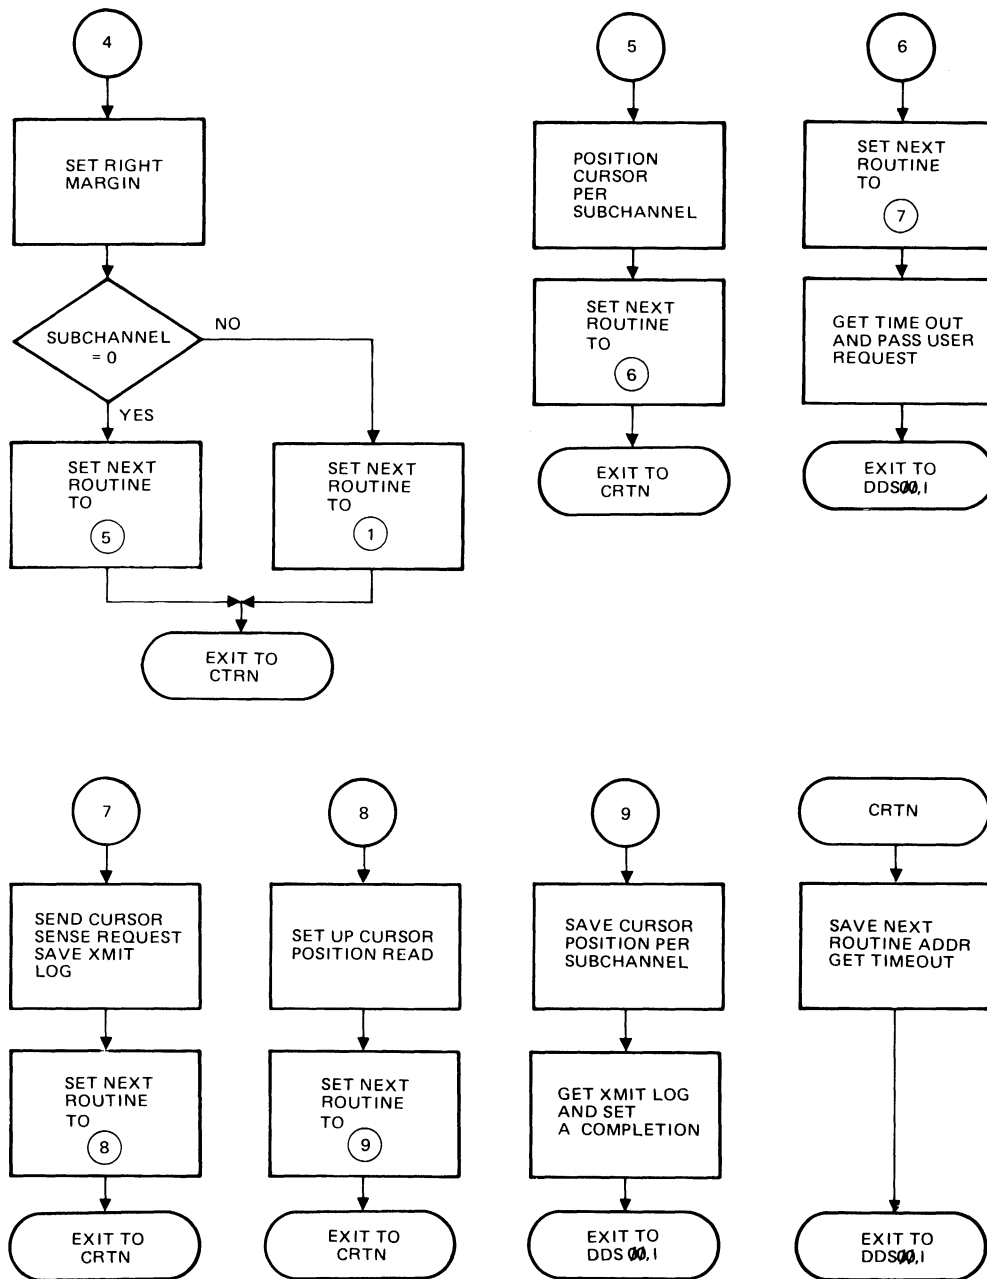 4
SET RIGHT
MARGIN
SUBCHANNEL
= 0
NO
YES
SET NEXT
ROUTINE
TO
5
SET NEXT
ROUTINE
TO
1
EXIT TO
CTRN
5
POSITION
CURSOR
PER
SUBCHANNEL
SET NEXT
ROUTINE
TO
6
EXIT TO
CRTN
6
SET NEXT
ROUTINE
TO
7
GET TIME OUT
AND PASS USER
REQUEST
EXIT TO
DDS00,I
7
SEND CURSOR
SENSE REQUEST
SAVE XMIT
LOG
SET NEXT
ROUTINE
TO
8
EXIT TO
CRTN
8
SET UP CURSOR
POSITION READ
SET NEXT
ROUTINE
TO
9
EXIT TO
CRTN
9
SAVE CURSOR
POSITION PER
SUBCHANNEL
GET XMIT LOG
AND SET
A COMPLETION
EXIT TO
DDS00,I
CRTN
SAVE NEXT
ROUTINE ADDR
GET TIMEOUT
EXIT TO
DDS00,I